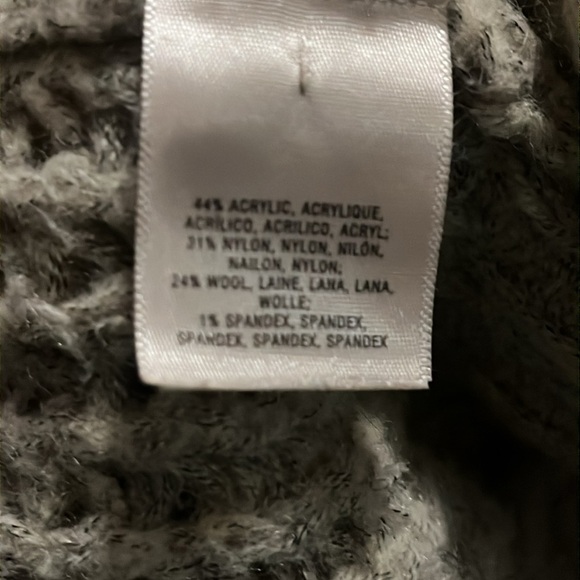 44% ACRYLIC, ACRYLIQUE,
ACRÍLICO, ACRILICO, ACRYL;
31% NYLON, NYLON, NILÓN,
NAILON, NYLON;
24% WOOL, LAINE, LANA, LANA,
WOLLE;
1% SPANDEX, SPANDEX,
SPANDEX, SPANDEX, SPANDEX